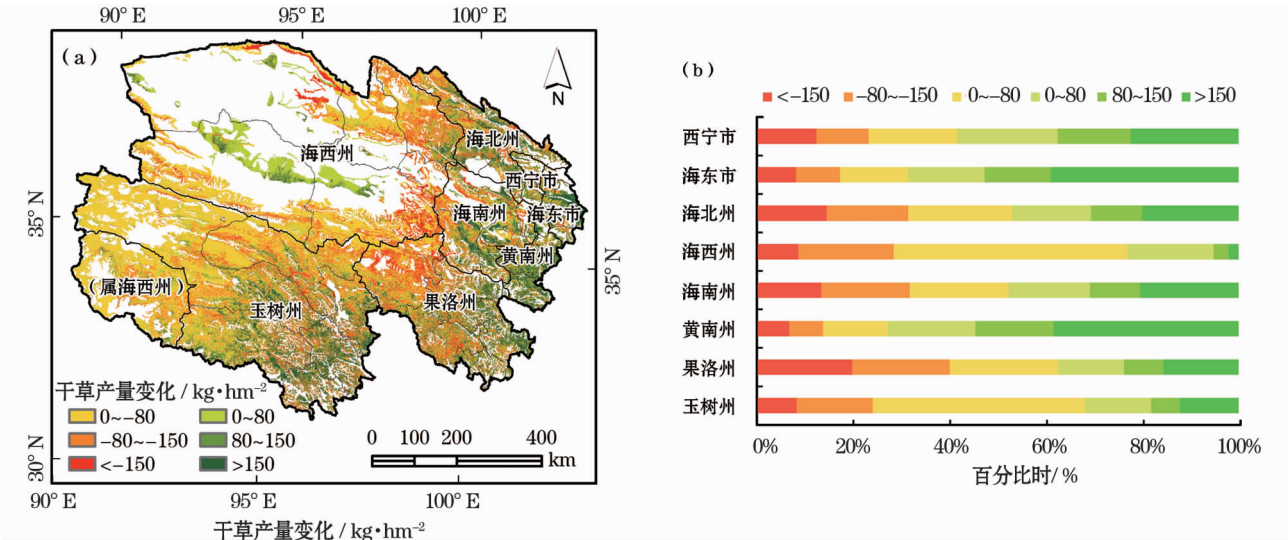 90° E
95° E
100° E
(a)
N
海北州
海西州
西宁市
海南州
海东市
35° N
黄南州
35° N
(属海西州)
玉树州
果洛州
干草产量变化 / kg·hm⁻²
0~-80
0~80
-80~-150
80~150
<-150
>150
0
100
200
400
km
30° N
90° E
95° E
100° E
干草产量变化 / kg·hm⁻²
(b)
<-150
-80~-150
0~-80
0~80
80~150
>150
西宁市
海东市
海北州
海西州
海南州
黄南州
果洛州
玉树州
0%
20%
40%
60%
80%
100%
百分比时/ %